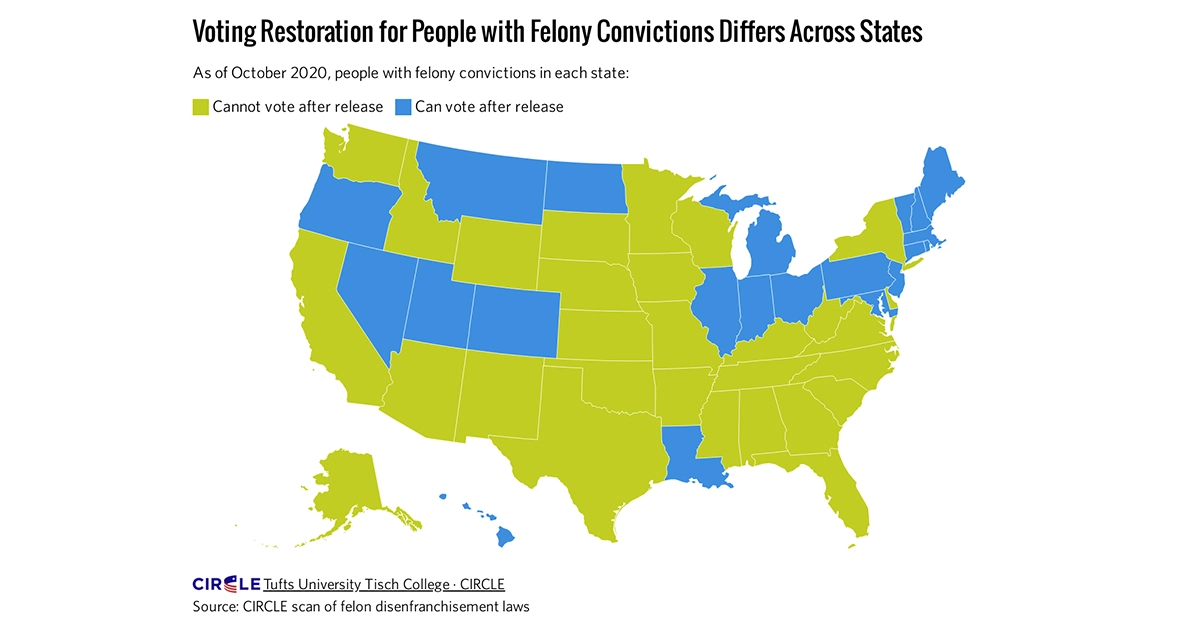 Voting Restoration for People with Felony Convictions Differs Across States
As of October 2020, people with felony convictions in each state:
Cannot vote after release Can vote after release
CIRCLE Tufts University Tisch College · CIRCLE
Source: CIRCLE scan of felon disenfranchisement laws